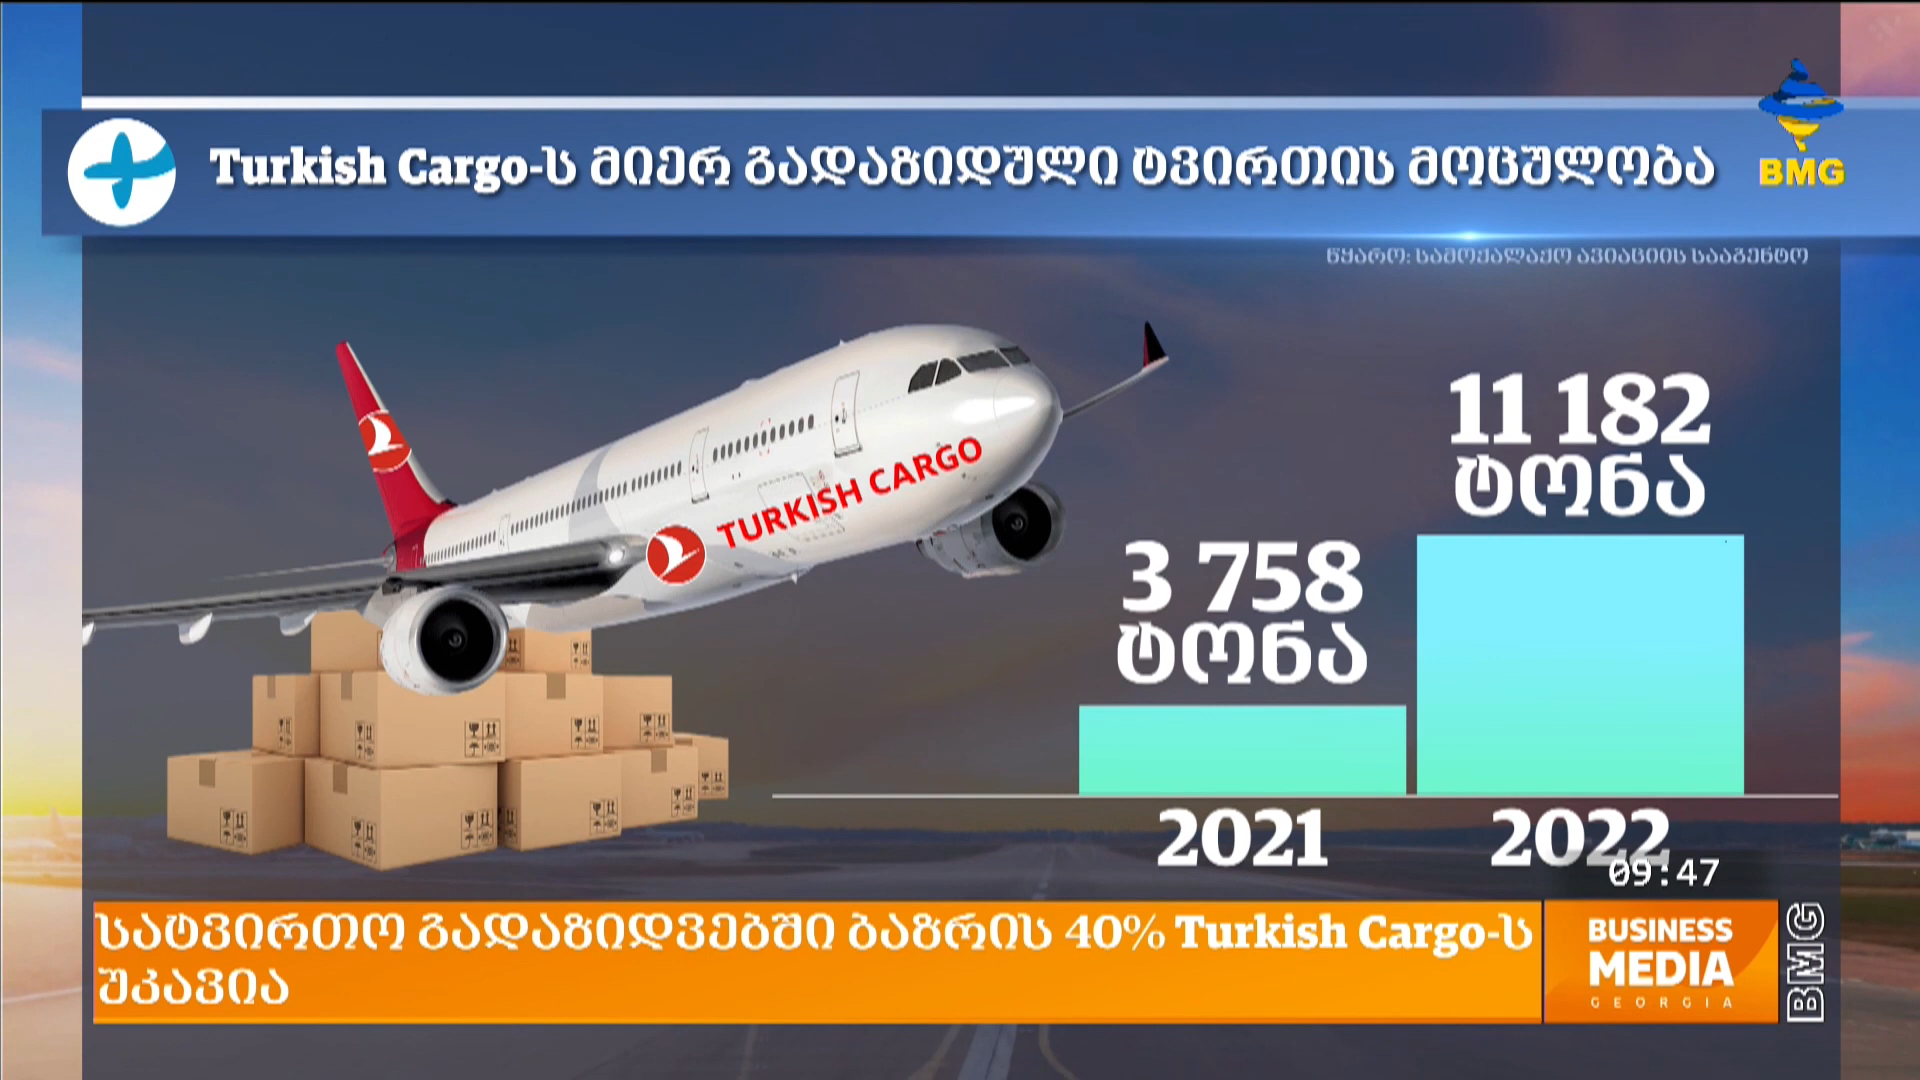 Turkish Cargo-ს მიერ გადაზიდული ტვირთის მოცულობა
BMG
წყარო: სამოქალაქო ავიაციის სააგენტო
TURKISH CARGO
11 182
ტონა
3 758
ტონა
2021
2022
09:47
სატვირთო გადაზიდვებში ბაზრის 40% Turkish Cargo-ს
უკავია
BUSINESS
MEDIA
GEORGIA
BMG